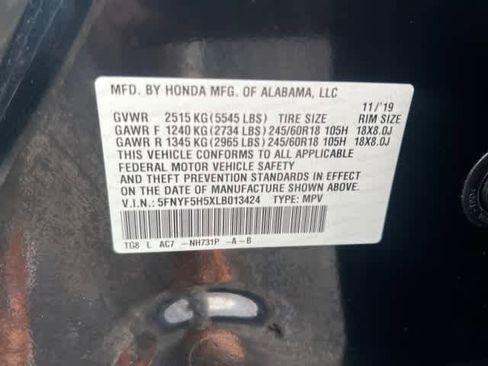 MFD. BY HONDA MFG. OF ALABAMA, LLC
11/'19
GVWR 2515 KG (5545 LBS) TIRE SIZE RIM SIZE
GAWR F 1240 KG (2734 LBS) 245/60R18 105H 18X8.0J
GAWR R 1345 KG (2965 LBS) 245/60R18 105H 18X8.0J
THIS VEHICLE CONFORMS TO ALL APPLICABLE
FEDERAL MOTOR VEHICLE SAFETY
AND THEFT PREVENTION STANDARDS IN EFFECT
ON DATE OF MANUFACTURE SHOWN ABOVE.
V.I.N.: 5FNYF5H5XLB013424 TYPE: MPV
TG8 L AC7 -NH731P -A-B